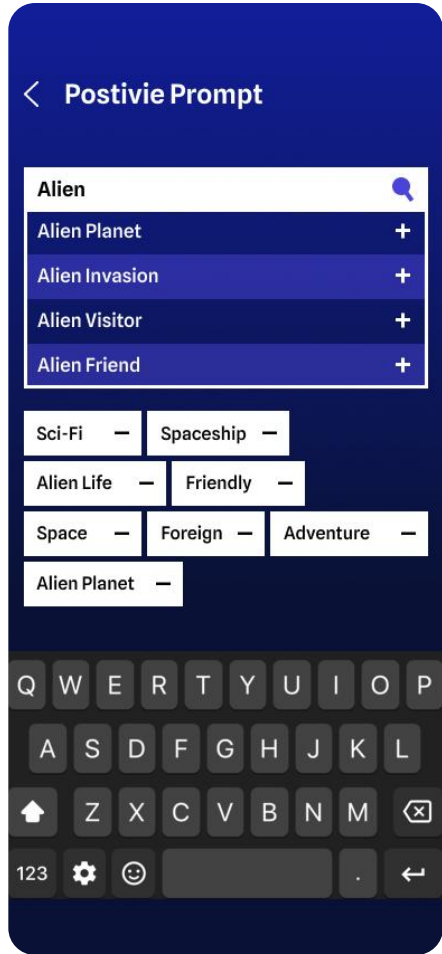 Postivie Prompt
Alien
Alien Planet +
Alien Invasion +
Alien Visitor +
Alien Friend +
Sci-Fi — Spaceship —
Alien Life — Friendly —
Space — Foreign — Adventure —
Alien Planet —
Q W E R T Y U I O P
A S D F G H J K L
Z X C V B N M
123 .